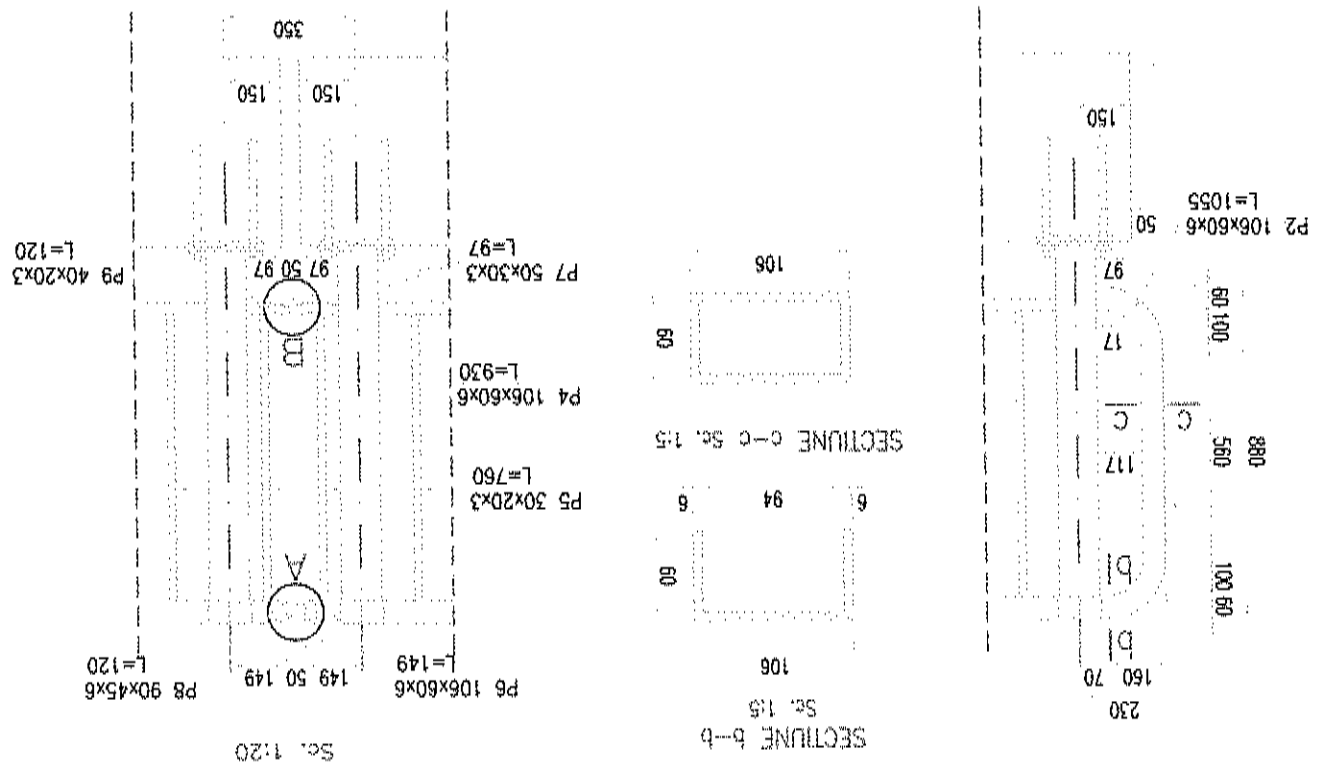 SECTIUNE b-b
Sc. 1:5
Sc. 1:20
230
160
70
106
P6 106x60x6
L=149
149
50
149
P8 90x45x6
L=120
b
b
100
60
A
60
6
94
6
P5 30x20x3
L=760
117
560
880
SECTIUNE c-c Sc. 1:5
C
C
P4 106x60x6
L=930
17
60
B
60
100
97
106
P7 50x30x3
L=97
97
50
97
P9 40x20x3
L=120
50
P2 106x60x6
L=1055
150
150
150
350